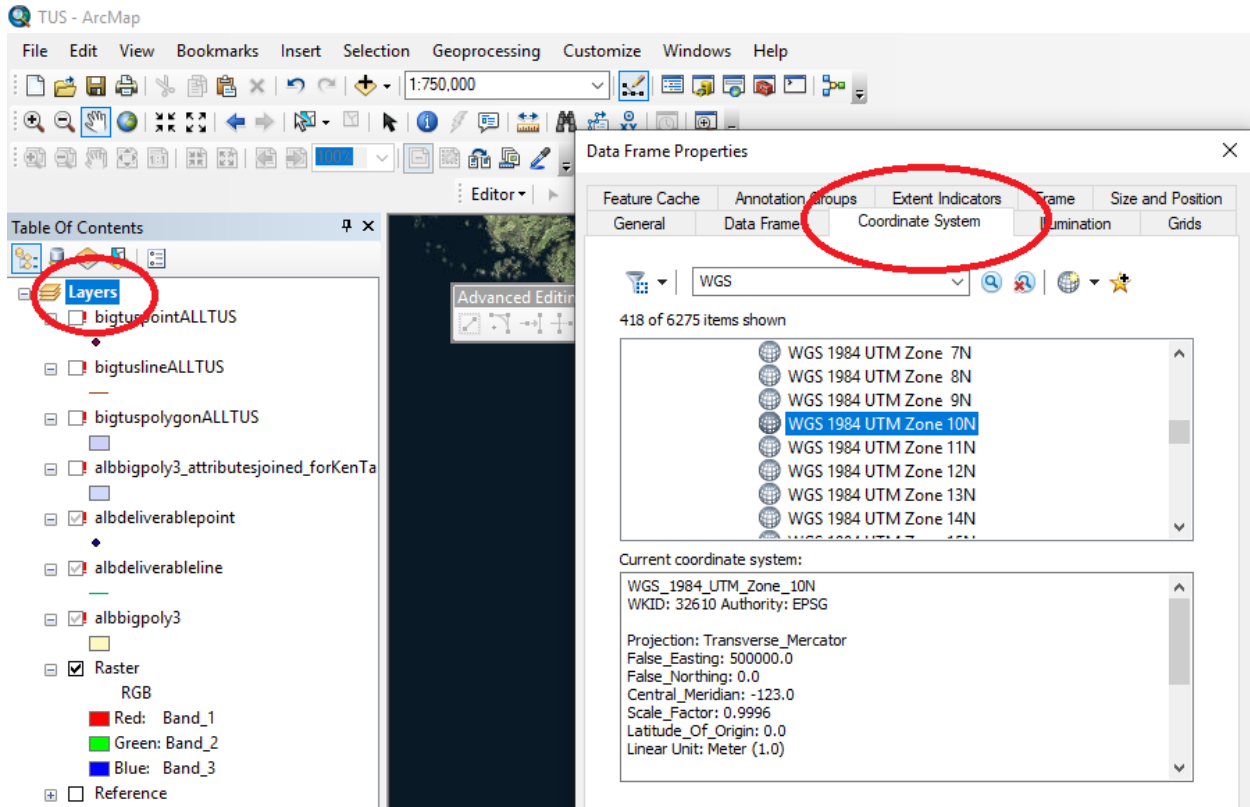 TUS - ArcMap
File Edit View Bookmarks Insert Selection Geoprocessing Customize Windows Help
1:750,000
100%
Editor
Table Of Contents
Layers
bigtuspointALLTUS
bigtuslineALLTUS
bigtuspolygonALLTUS
albbigpoly3_attributesjoined_forKenTa
albdeliverablepoint
albdeliverableline
albbigpoly3
Raster
RGB
Red: Band_1
Green: Band_2
Blue: Band_3
Reference
Advanced Editin
Data Frame Properties
Feature Cache Annotation Groups Extent Indicators Frame Size and Position
General Data Frame Coordinate System Illumination Grids
WGS
418 of 6275 items shown
WGS 1984 UTM Zone 7N
WGS 1984 UTM Zone 8N
WGS 1984 UTM Zone 9N
WGS 1984 UTM Zone 10N
WGS 1984 UTM Zone 11N
WGS 1984 UTM Zone 12N
WGS 1984 UTM Zone 13N
WGS 1984 UTM Zone 14N
Current coordinate system:
WGS_1984_UTM_Zone_10N
WKID: 32610 Authority: EPSG
Projection: Transverse_Mercator
False_Easting: 500000.0
False_Northing: 0.0
Central_Meridian: -123.0
Scale_Factor: 0.9996
Latitude_Of_Origin: 0.0
Linear Unit: Meter (1.0)